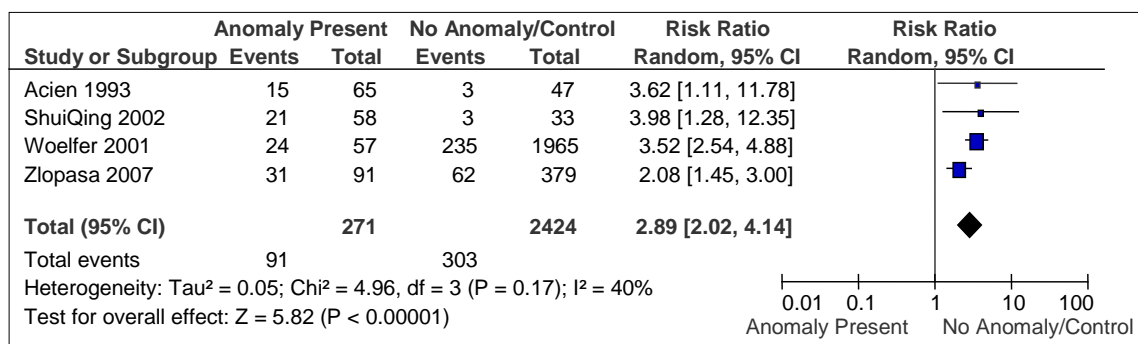 Anomaly Present No Anomaly/Control Risk Ratio Risk Ratio
Study or Subgroup Events Total Events Total Random, 95% CI Random, 95% CI
Acien 1993 15 65 3 47 3.62 [1.11, 11.78]
ShuiQing 2002 21 58 3 33 3.98 [1.28, 12.35]
Woelfer 2001 24 57 235 1965 3.52 [2.54, 4.88]
Zlopasa 2007 31 91 62 379 2.08 [1.45, 3.00]
Total (95% CI) 271 2424 2.89 [2.02, 4.14]
Total events 91 303
Heterogeneity: Tau² = 0.05; Chi² = 4.96, df = 3 (P = 0.17); I² = 40%
Test for overall effect: Z = 5.82 (P < 0.00001)
0.01 0.1 1 10 100
Anomaly Present No Anomaly/Control